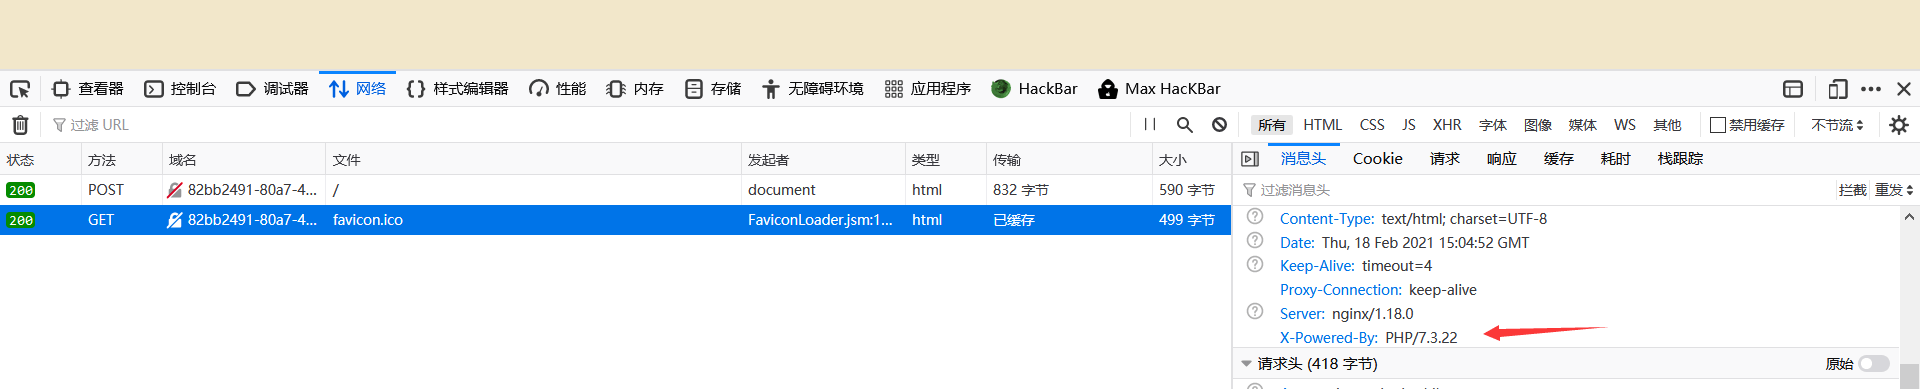 查看器 控制台 调试器 网络 {} 样式编辑器 性能 内存 存储 无障碍环境 应用程序 HackBar Max HacKBar
过滤 URL 所有 HTML CSS JS XHR 字体 图像 媒体 WS 其他 禁用缓存 不节流
状态 方法 域名 文件 发起者 类型 传输 大小 消息头 Cookie 请求 响应 缓存 耗时 栈跟踪
200 POST 82bb2491-80a7-4... / document html 832 字节 590 字节 过滤消息头 拦截 重发
200 GET 82bb2491-80a7-4... favicon.ico FaviconLoader.jsm:1... html 已缓存 499 字节
Content-Type: text/html; charset=UTF-8
Date: Thu, 18 Feb 2021 15:04:52 GMT
Keep-Alive: timeout=4
Proxy-Connection: keep-alive
Server: nginx/1.18.0
X-Powered-By: PHP/7.3.22
请求头 (418 字节) 原始